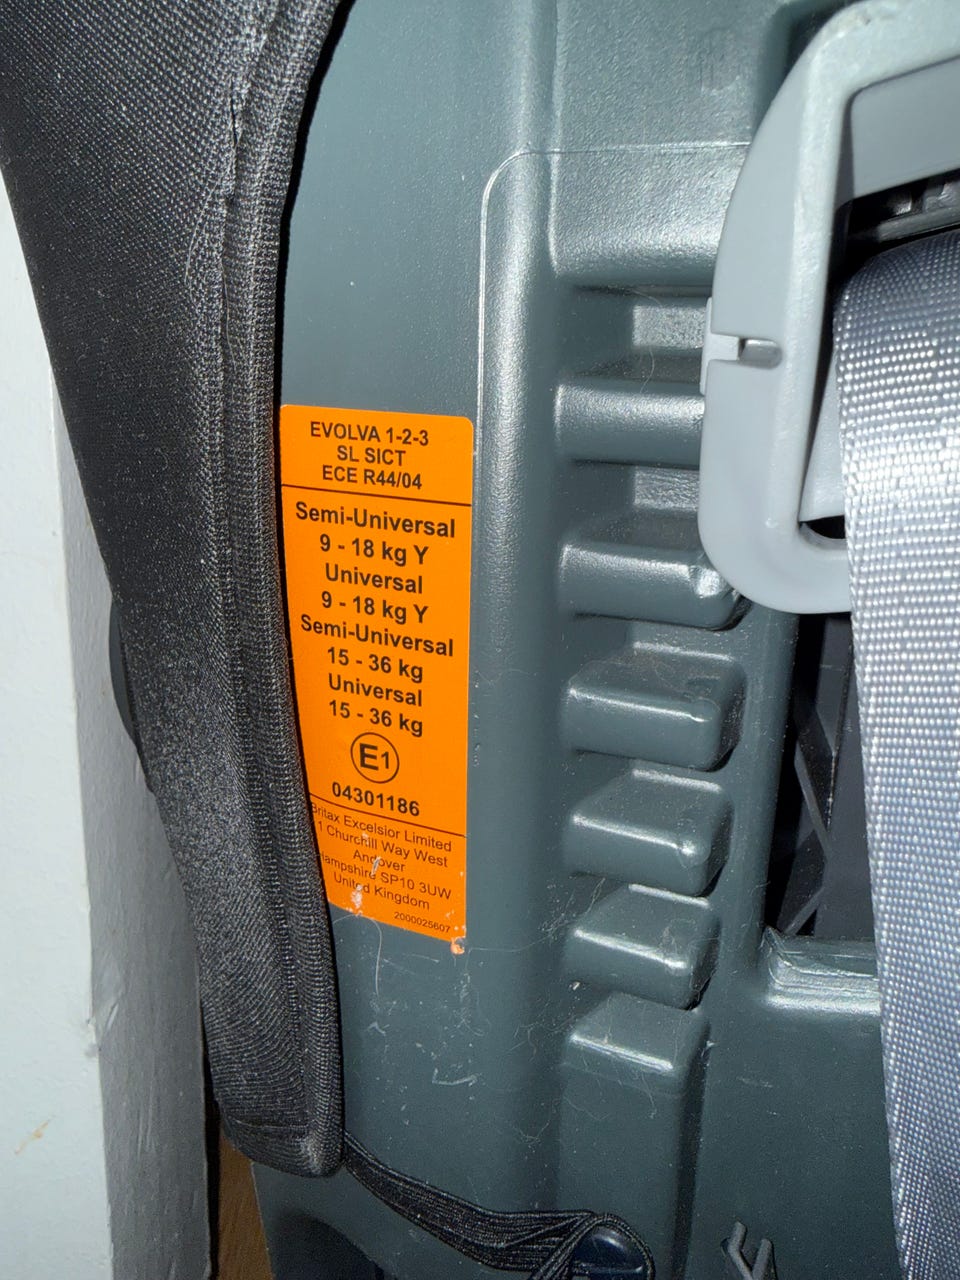 EVOLVA 1-2-3
SL SICT
ECE R44/04
Semi-Universal
9 - 18 kg Y
Universal
9 - 18 kg Y
Semi-Universal
15 - 36 kg
Universal
15 - 36 kg
E1
04301186
Britax Excelsior Limited
1 Churchill Way West
Andover
Hampshire SP10 3UW
United Kingdom
2000025607